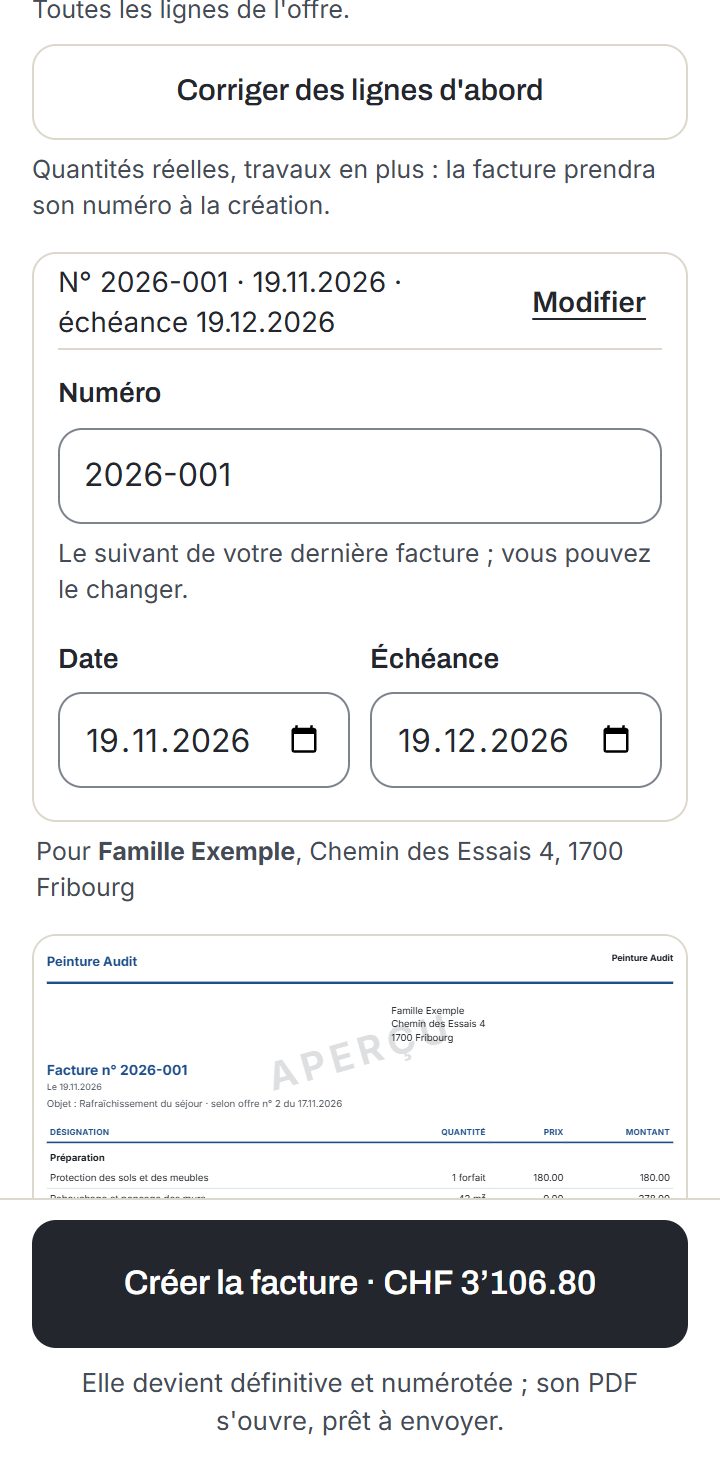 Toutes les lignes de l'offre.
Corriger des lignes d'abord
Quantités réelles, travaux en plus : la facture prendra
son numéro à la création.
N° 2026-001 · 19.11.2026 ·
échéance 19.12.2026
Modifier
Numéro
2026-001
Le suivant de votre dernière facture ; vous pouvez
le changer.
Date
Échéance
19.11.2026
19.12.2026
Pour Famille Exemple, Chemin des Essais 4, 1700
Fribourg
Peinture Audit
Peinture Audit
Famille Exemple
Chemin des Essais 4
1700 Fribourg
APERÇU
Facture n° 2026-001
Le 19.11.2026
Objet : Rafraîchissement du séjour · selon offre n° 2 du 17.11.2026
DÉSIGNATION QUANTITÉ PRIX MONTANT
Préparation
Protection des sols et des meubles 1 forfait 180.00 180.00
Créer la facture · CHF 3’106.80
Elle devient définitive et numérotée ; son PDF
s'ouvre, prêt à envoyer.